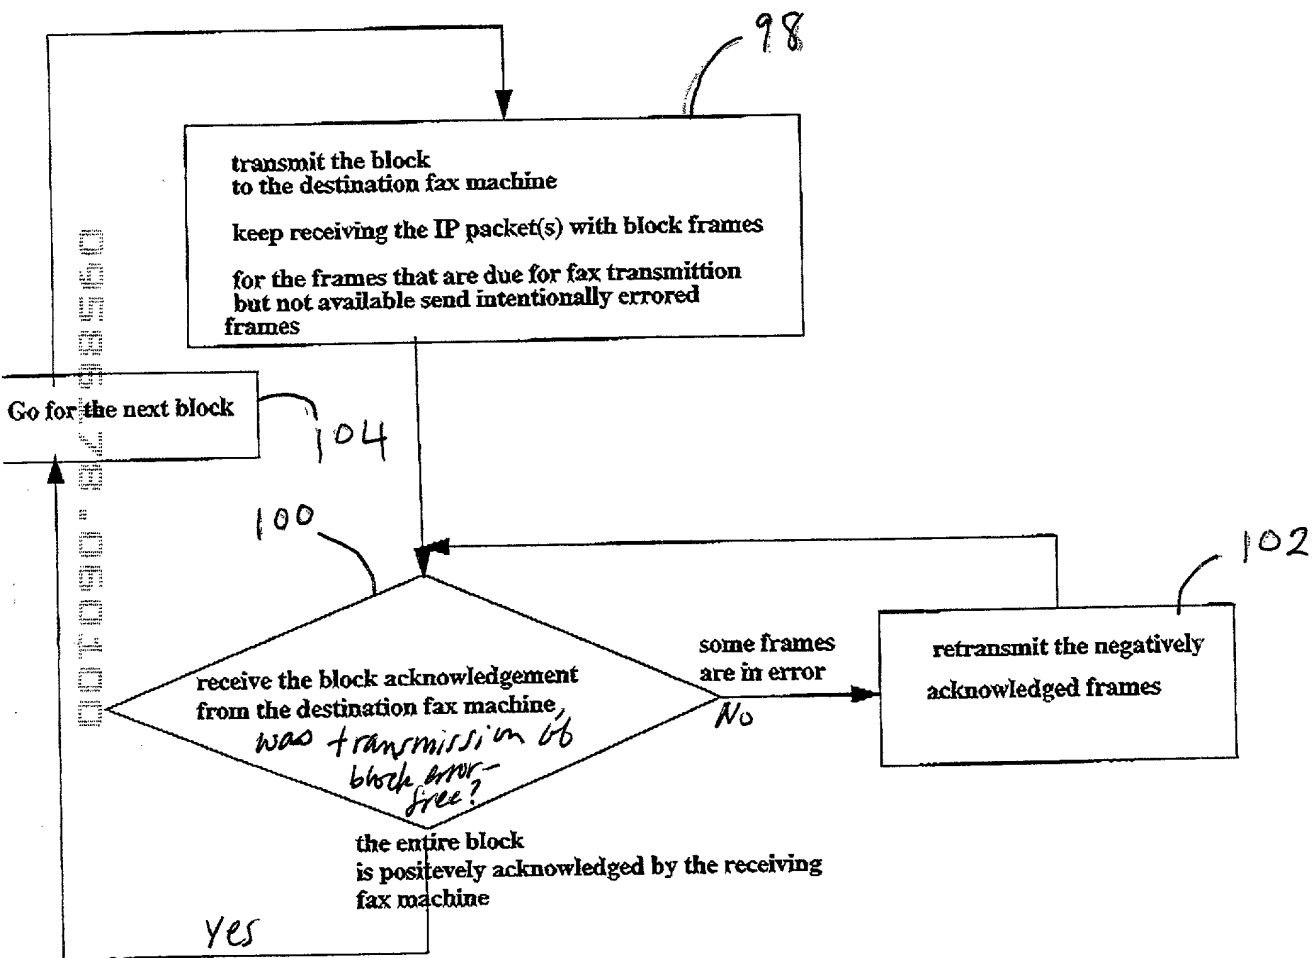 98
transmit the block
to the destination fax machine
keep receiving the IP packet(s) with block frames
for the frames that are due for fax transmittion
but not available send intentionally errored
frames
Go for the next block
104
100
102
some frames
are in error
No
retransmit the negatively
acknowledged frames
receive the block acknowledgement
from the destination fax machine,
was transmission of
block error-
free?
the entire block
is positevely acknowledged by the receiving
fax machine
Yes